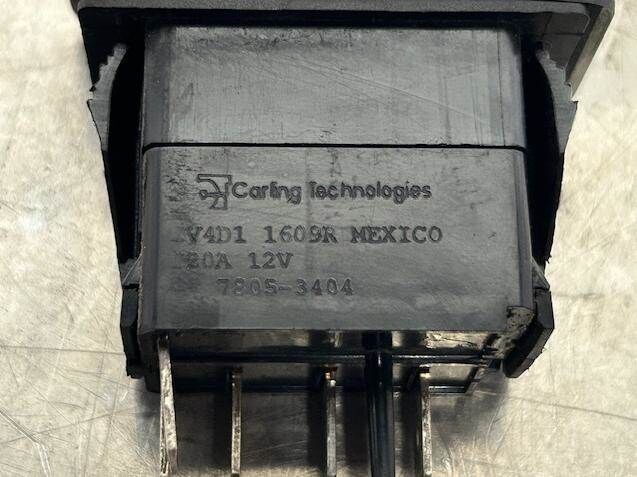 Carling Technologies
V4D1 1609R MEXICO
20A 12V
7805-3404